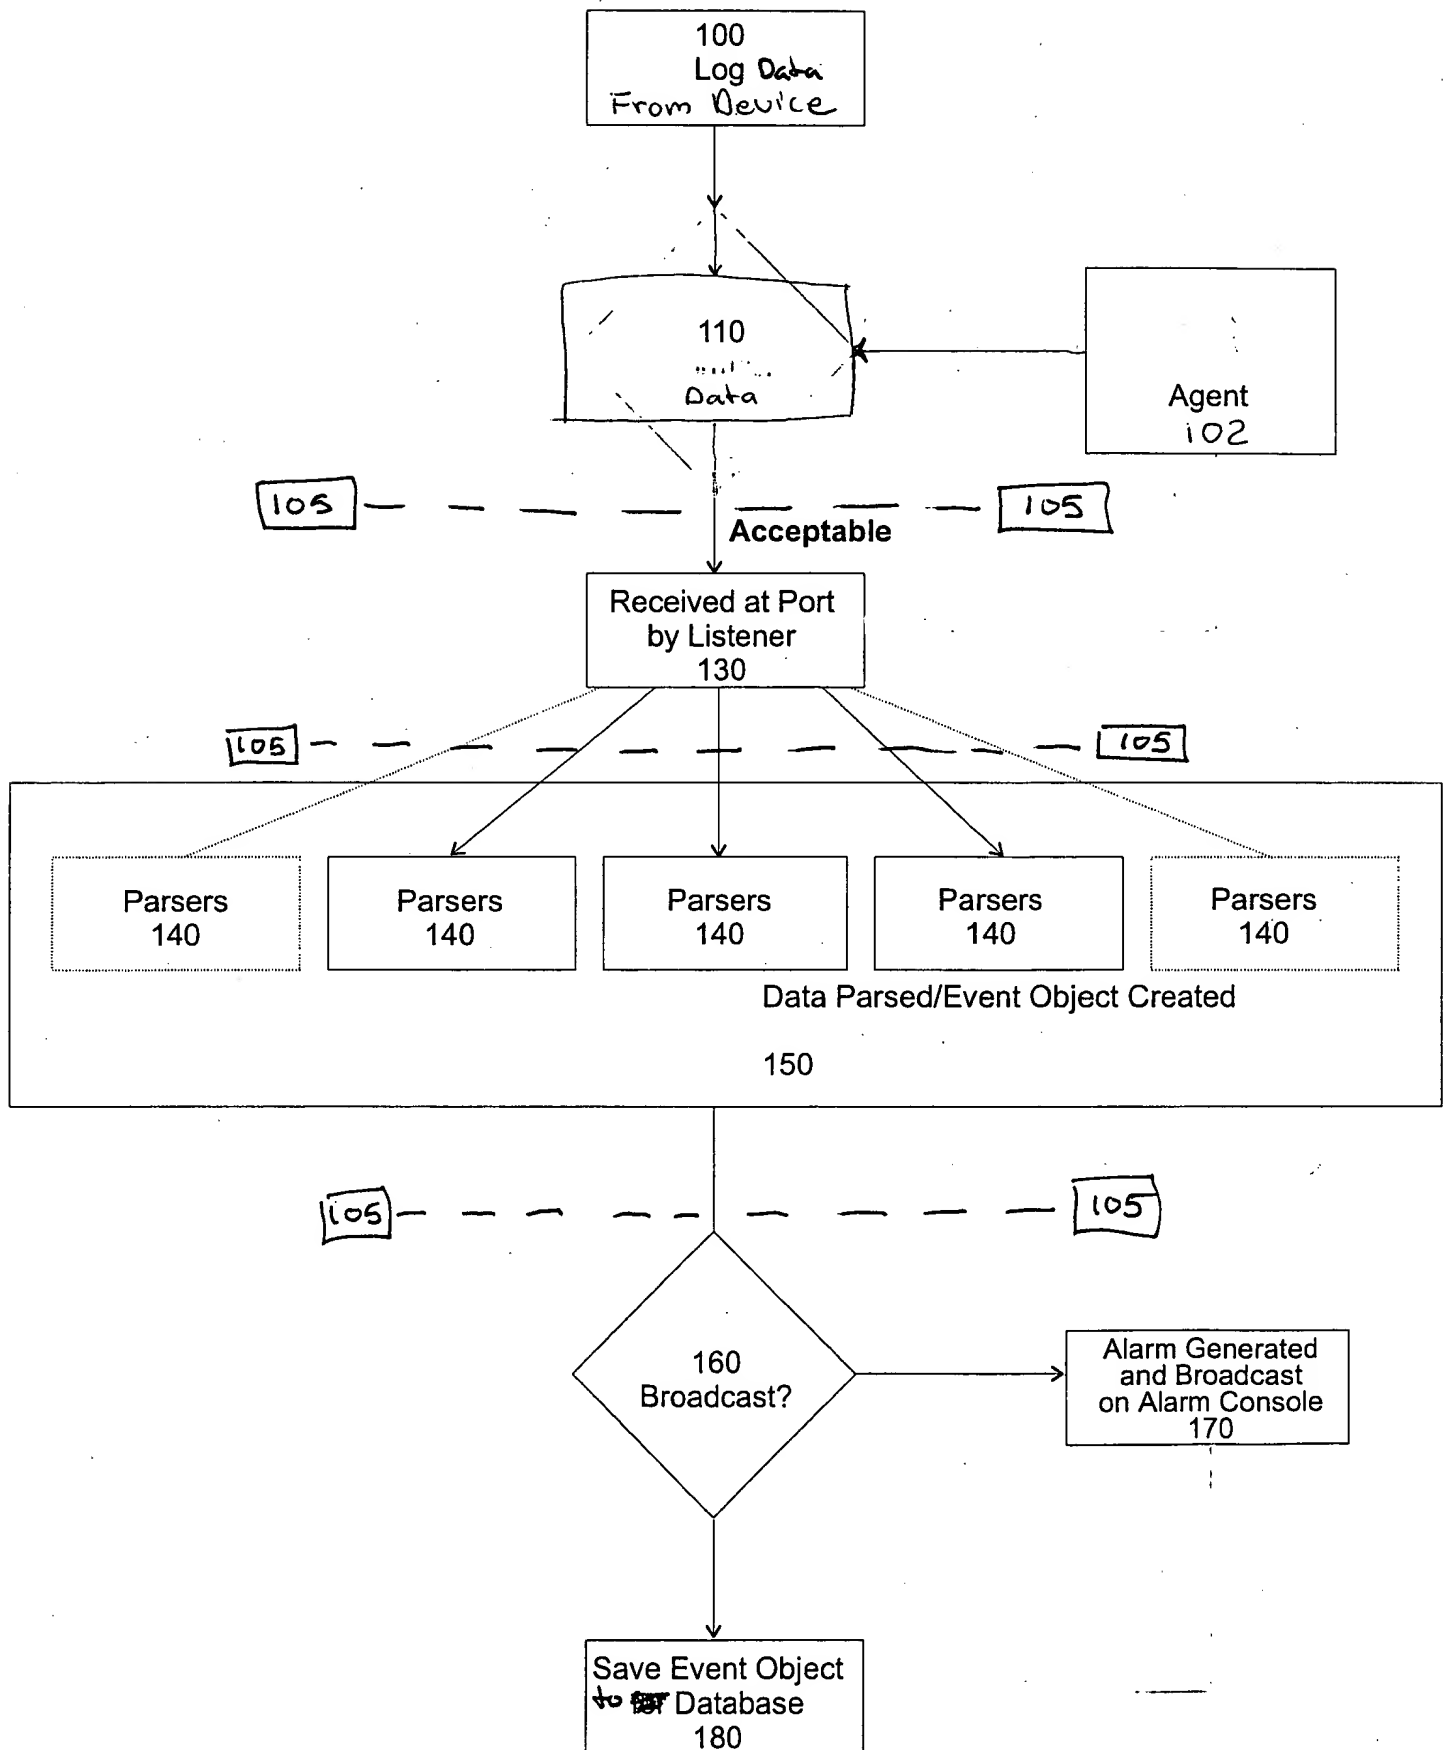 100
Log Data
From Device
110
Data
Agent
102
105
105
Acceptable
Received at Port
by Listener
130
105
105
Parsers
140
Parsers
140
Parsers
140
Parsers
140
Parsers
140
Data Parsed/Event Object Created
150
105
105
160
Broadcast?
Alarm Generated
and Broadcast
on Alarm Console
170
Save Event Object
to Database
180